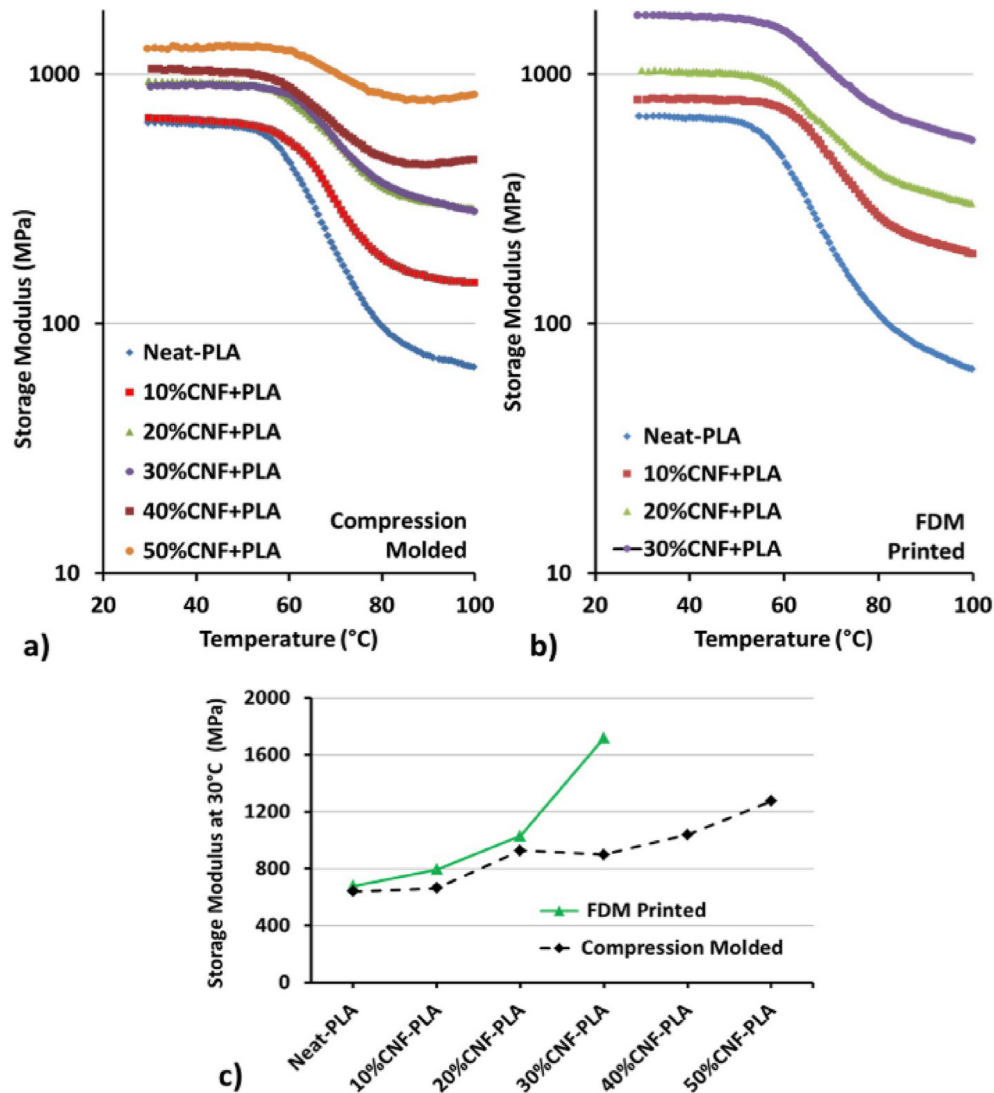 1000
100
10
20
40
60
80
100
Storage Modulus (MPa)
Temperature (°C)
Neat-PLA
10%CNF+PLA
20%CNF+PLA
30%CNF+PLA
40%CNF+PLA
50%CNF+PLA
Compression
Molded
a)
1000
100
10
20
40
60
80
100
Storage Modulus (MPa)
Temperature (°C)
Neat-PLA
10%CNF+PLA
20%CNF+PLA
30%CNF+PLA
FDM
Printed
b)
2000
1600
1200
800
400
0
Storage Modulus at 30°C (MPa)
FDM Printed
Compression Molded
Neat-PLA
10%CNF-PLA
20%CNF-PLA
30%CNF-PLA
40%CNF-PLA
50%CNF-PLA
c)